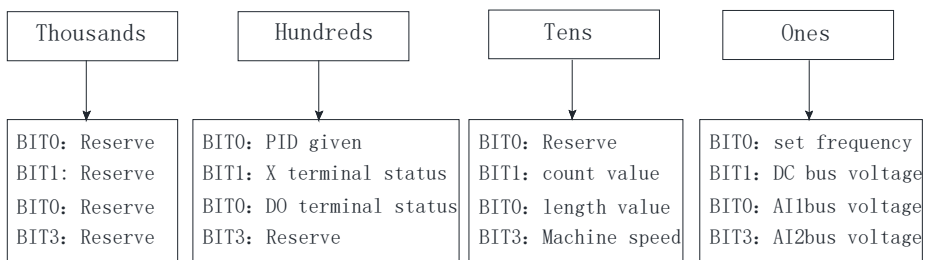 Thousands
Hundreds
Tens
Ones
BIT0: Reserve
BIT1: Reserve
BIT0: Reserve
BIT3: Reserve
BIT0: PID given
BIT1: X terminal status
BIT0: DO terminal status
BIT3: Reserve
BIT0: Reserve
BIT1: count value
BIT0: length value
BIT3: Machine speed
BIT0: set frequency
BIT1: DC bus voltage
BIT0: AI1bus voltage
BIT3: AI2bus voltage